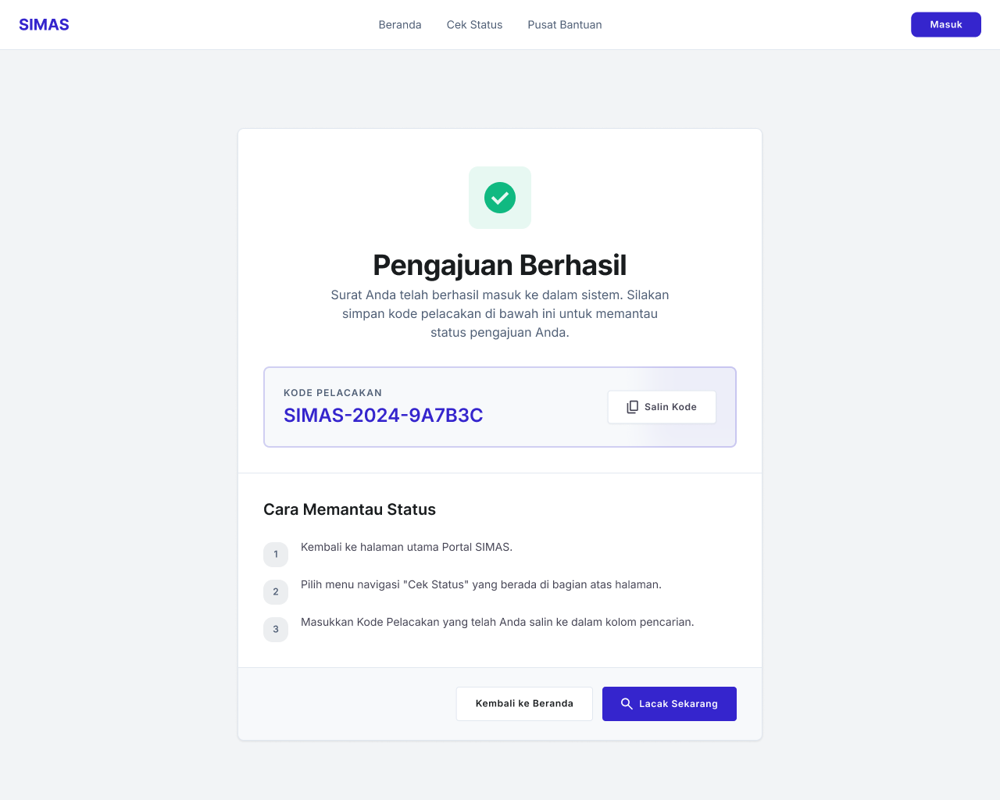 SIMAS
Beranda
Cek Status
Pusat Bantuan
Masuk
Pengajuan Berhasil
Surat Anda telah berhasil masuk ke dalam sistem. Silakan
simpan kode pelacakan di bawah ini untuk memantau
status pengajuan Anda.
KODE PELACAKAN
SIMAS-2024-9A7B3C
Salin Kode
Cara Memantau Status
1
Kembali ke halaman utama Portal SIMAS.
2
Pilih menu navigasi "Cek Status" yang berada di bagian atas halaman.
3
Masukkan Kode Pelacakan yang telah Anda salin ke dalam kolom pencarian.
Kembali ke Beranda
Lacak Sekarang